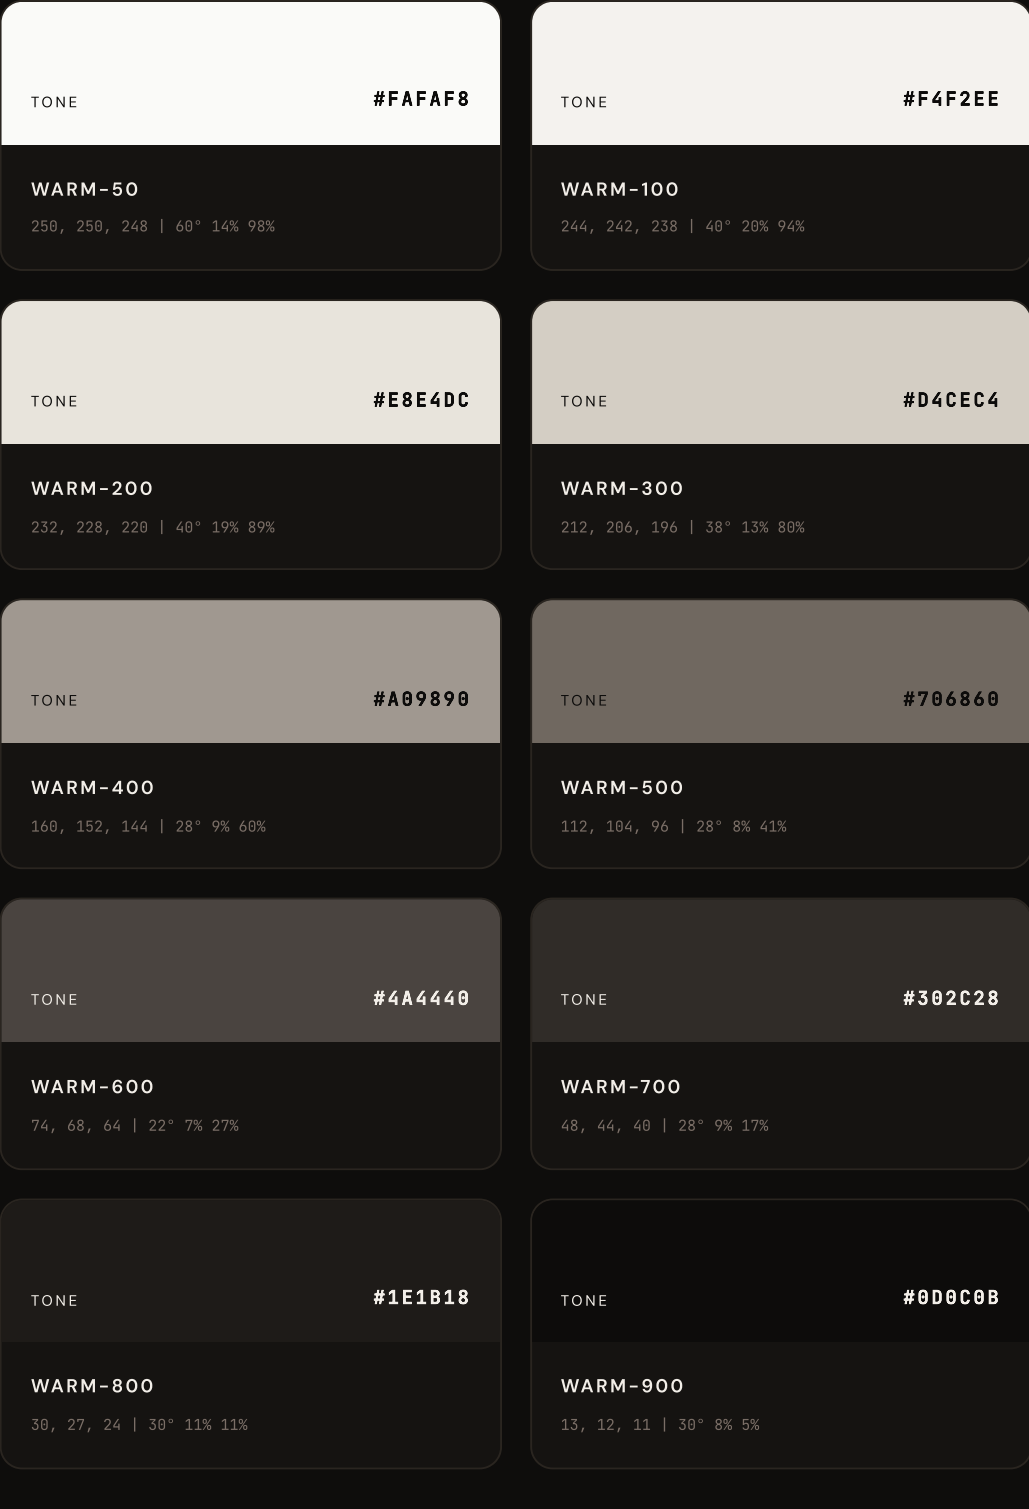 TONE #FAFAF8
WARM-50
250, 250, 248 | 60° 14% 98%
TONE #F4F2EE
WARM-100
244, 242, 238 | 40° 20% 94%
TONE #E8E4DC
WARM-200
232, 228, 220 | 40° 19% 89%
TONE #D4CEC4
WARM-300
212, 206, 196 | 38° 13% 80%
TONE #A09890
WARM-400
160, 152, 144 | 28° 9% 60%
TONE #706860
WARM-500
112, 104, 96 | 28° 8% 41%
TONE #4A4440
WARM-600
74, 68, 64 | 22° 7% 27%
TONE #302C28
WARM-700
48, 44, 40 | 28° 9% 17%
TONE #1E1B18
WARM-800
30, 27, 24 | 30° 11% 11%
TONE #0D0C0B
WARM-900
13, 12, 11 | 30° 8% 5%